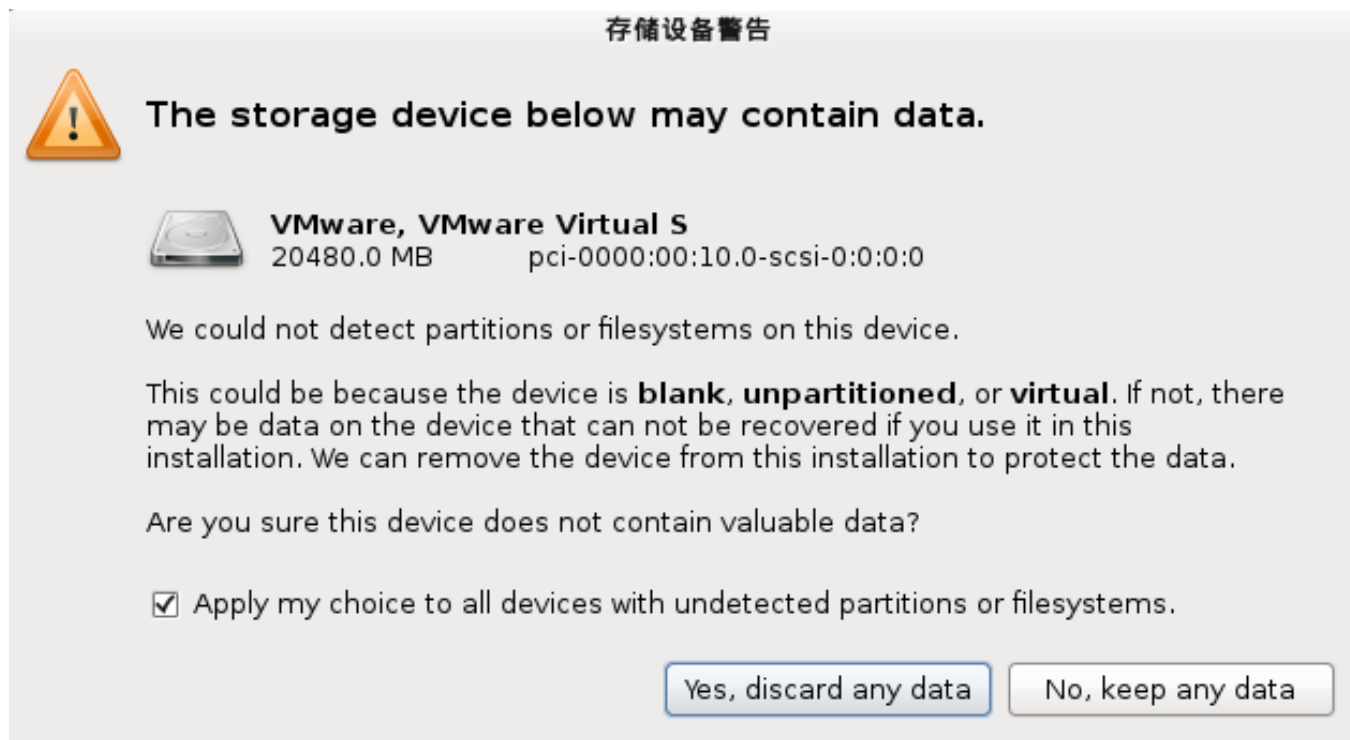 存储设备警告
The storage device below may contain data.
VMware, VMware Virtual S
20480.0 MB pci-0000:00:10.0-scsi-0:0:0:0
We could not detect partitions or filesystems on this device.
This could be because the device is blank, unpartitioned, or virtual. If not, there
may be data on the device that can not be recovered if you use it in this
installation. We can remove the device from this installation to protect the data.
Are you sure this device does not contain valuable data?
Apply my choice to all devices with undetected partitions or filesystems.
Yes, discard any data No, keep any data